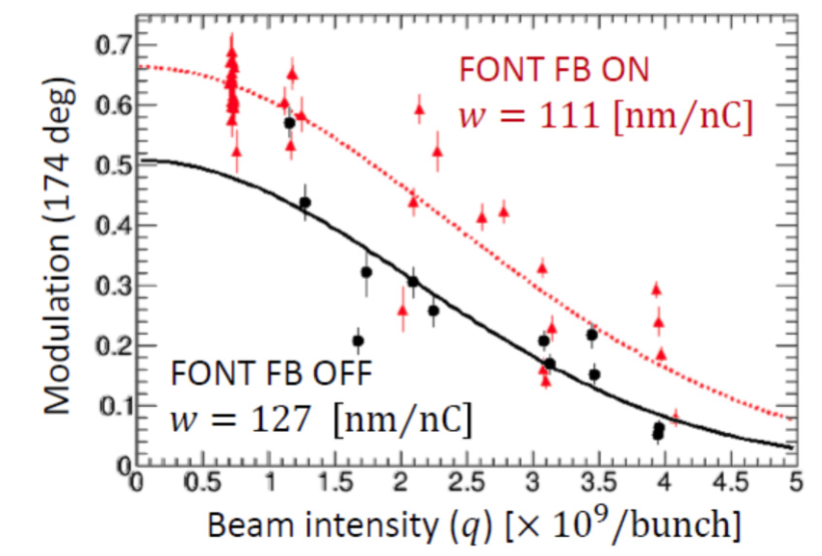 Modulation (174 deg)
0.7
0.6
0.5
0.4
0.3
0.2
0.1
0
FONT FB ON
w = 111 [nm/nC]
FONT FB OFF
w = 127 [nm/nC]
0 0.5 1 1.5 2 2.5 3 3.5 4 4.5 5
Beam intensity (q) [× 10⁹/bunch]